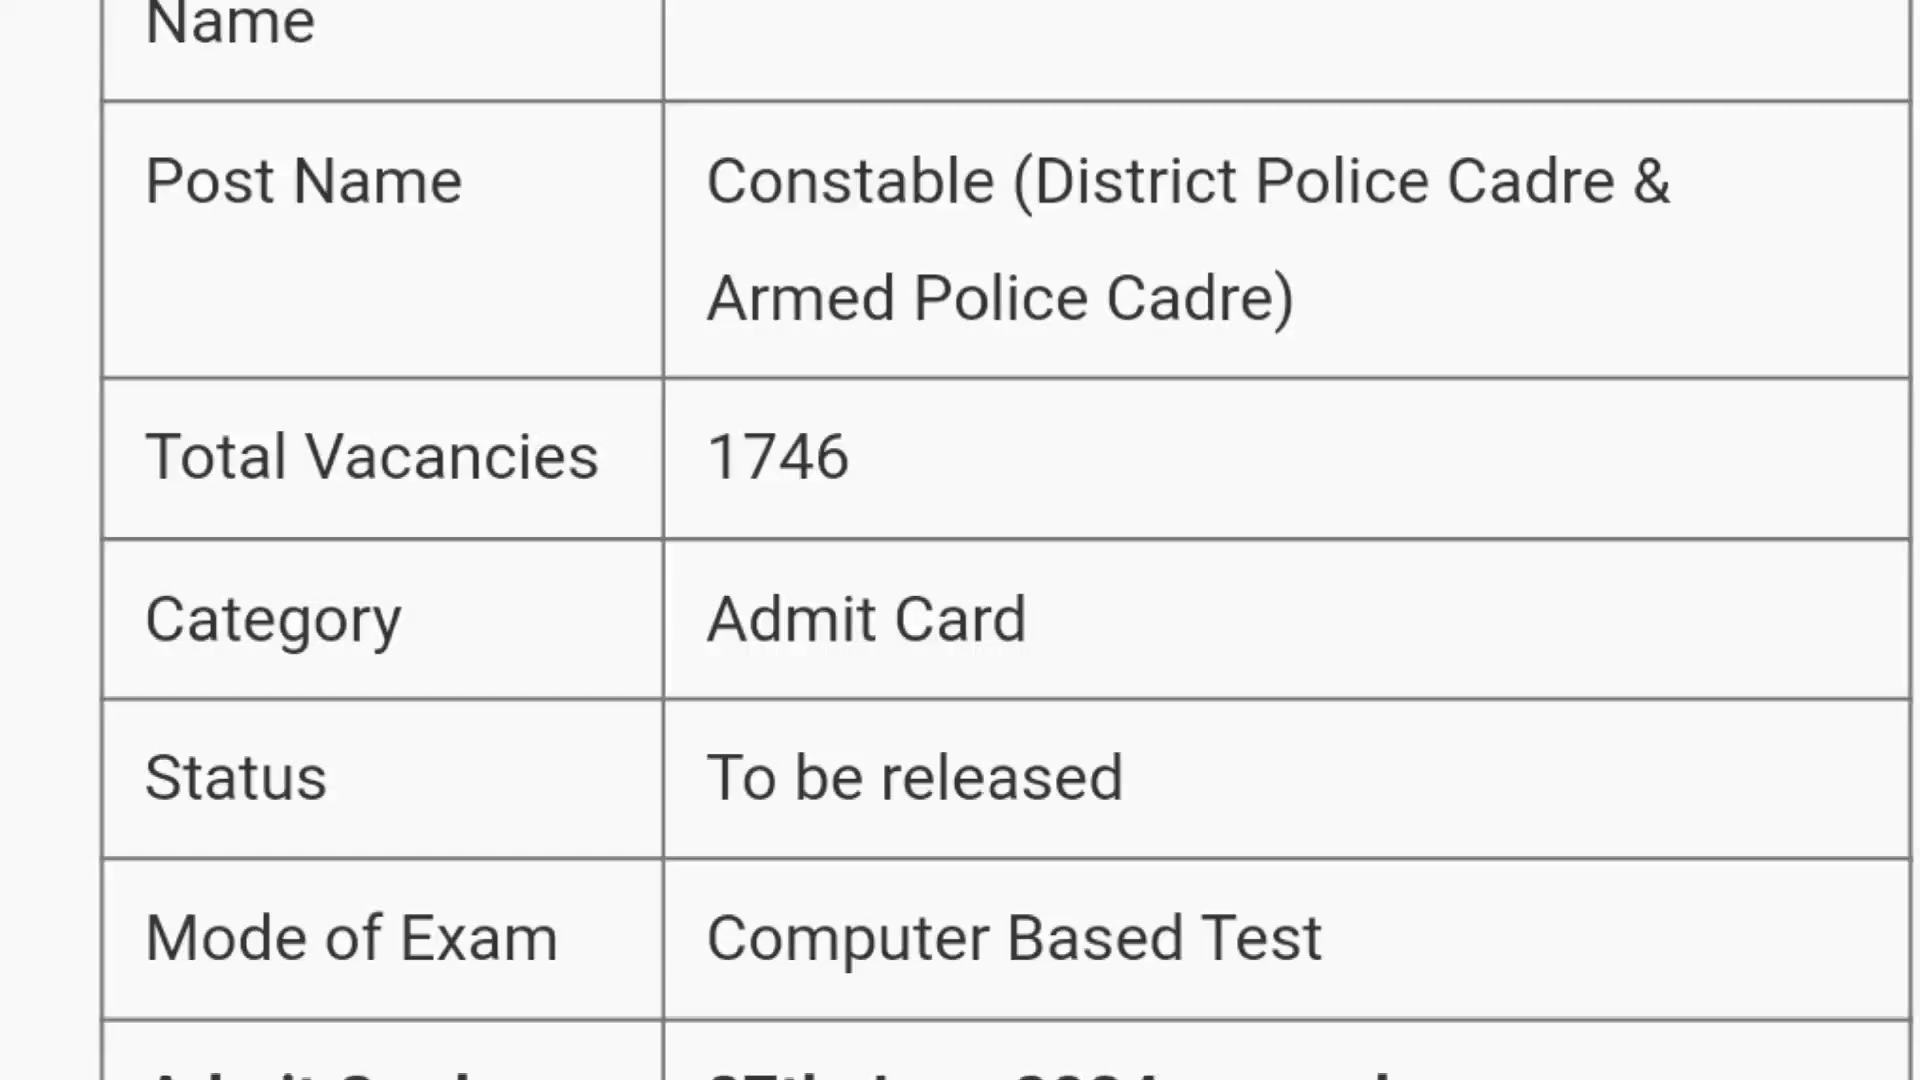 Name
Post Name
Constable (District Police Cadre &
Armed Police Cadre)
Total Vacancies
1746
Category
Admit Card
Status
To be released
Mode of Exam
Computer Based Test